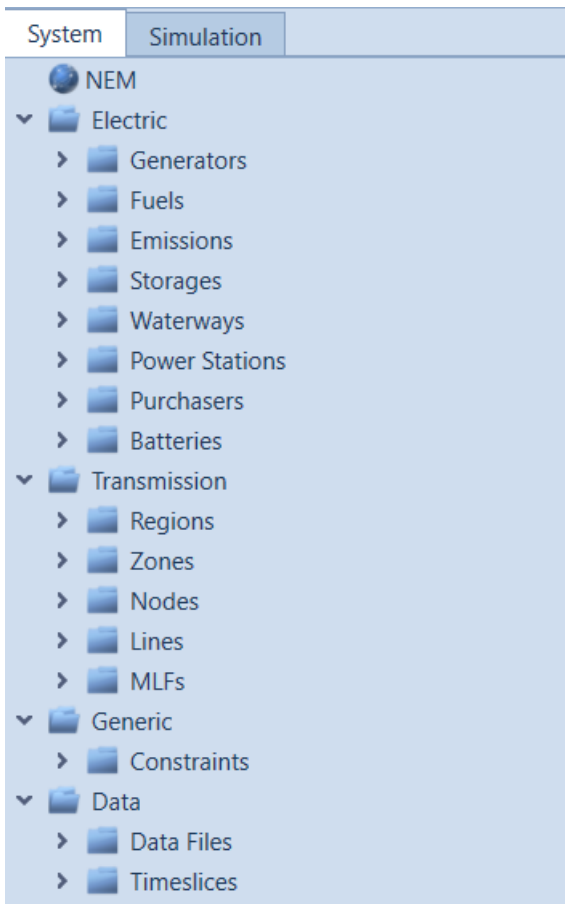 System Simulation
NEM
Electric
Generators
Fuels
Emissions
Storages
Waterways
Power Stations
Purchasers
Batteries
Transmission
Regions
Zones
Nodes
Lines
MLFs
Generic
Constraints
Data
Data Files
Timeslices